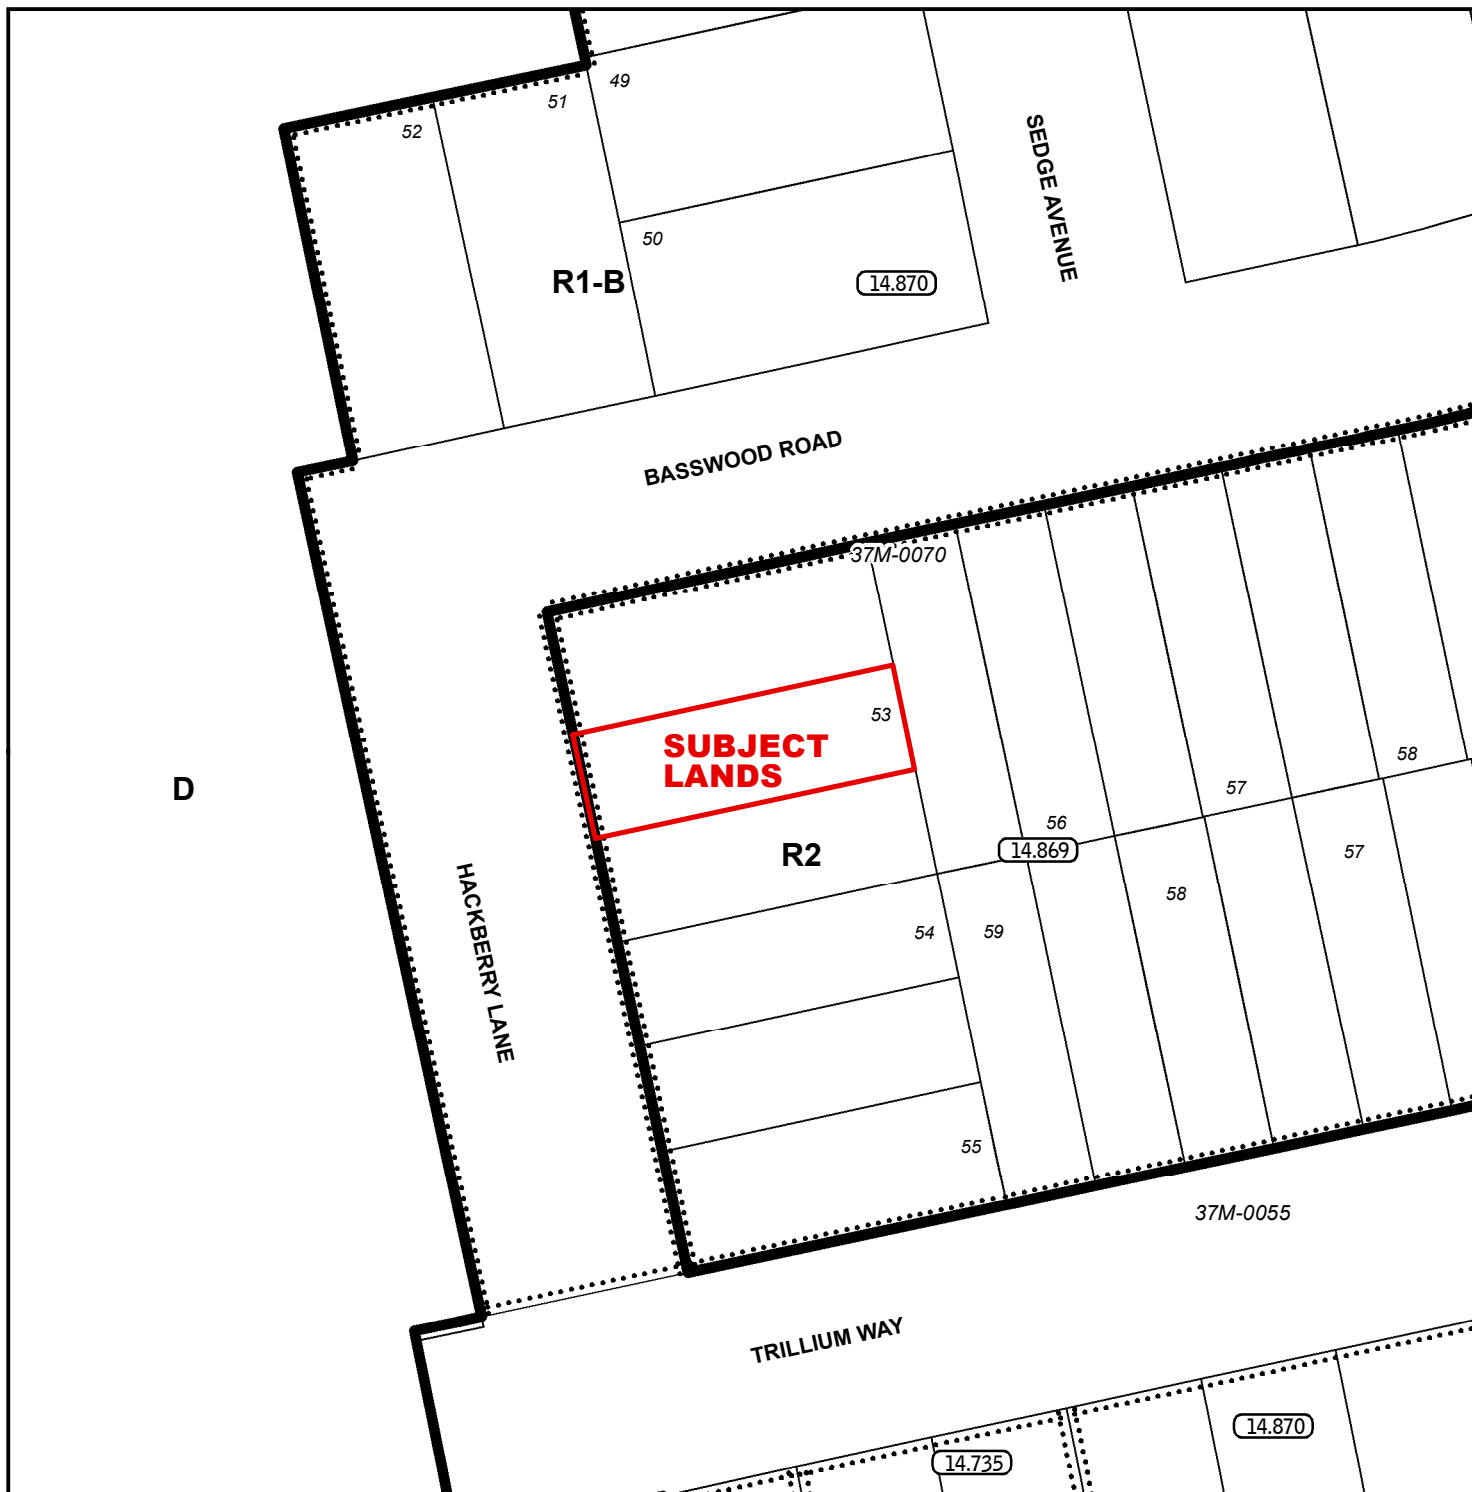 49
51
52
SEDGE AVENUE
50
R1-B
14.870
BASSWOOD ROAD
37M-0070
53
SUBJECT
LANDS
58
D
57
56
14.869
57
R2
HACKBERRY LANE
58
54
59
55
37M-0055
TRILLIUM WAY
14.870
14.735